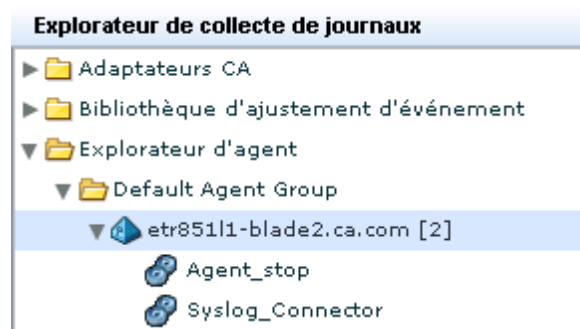 Explorateur de collecte de journaux
Adaptateurs CA
Bibliothèque d'ajustement d'événement
Explorateur d'agent
Default Agent Group
etr851l1-blade2.ca.com [2]
Agent_stop
Syslog_Connector